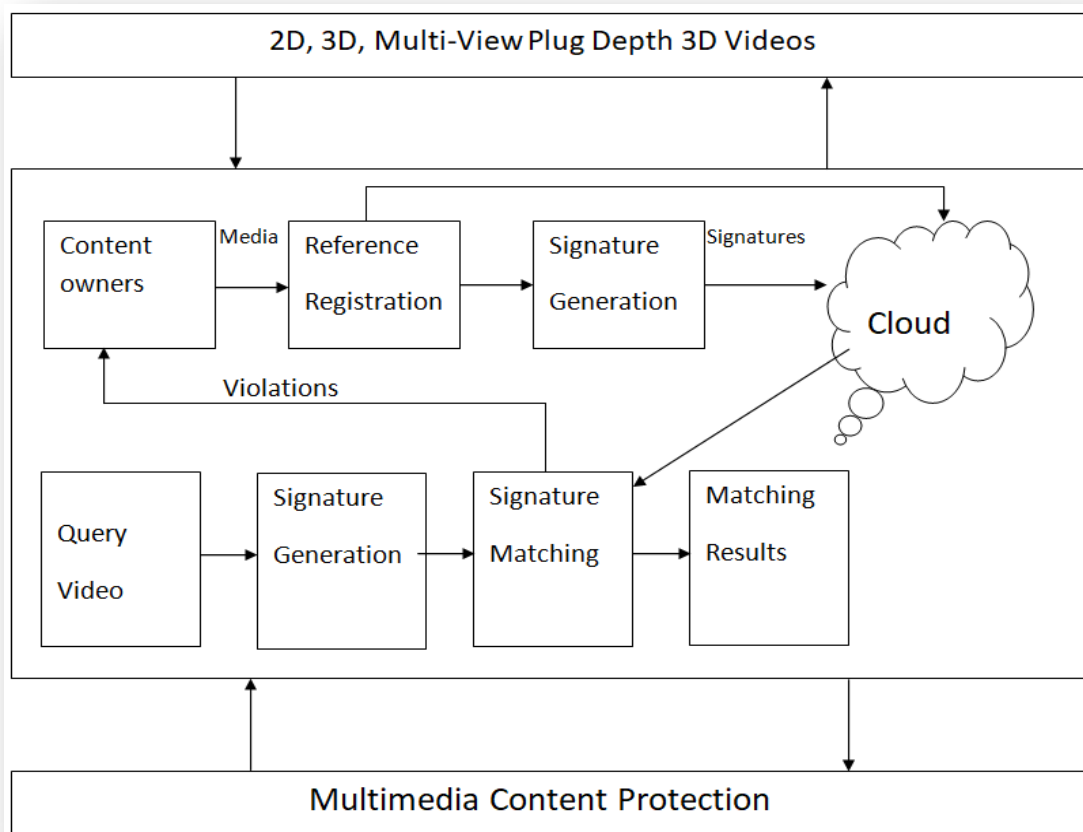 2D, 3D, Multi-View Plug Depth 3D Videos
Content
owners
Media
Reference
Registration
Signature
Generation
Signatures
Cloud
Violations
Query
Video
Signature
Generation
Signature
Matching
Matching
Results
Multimedia Content Protection